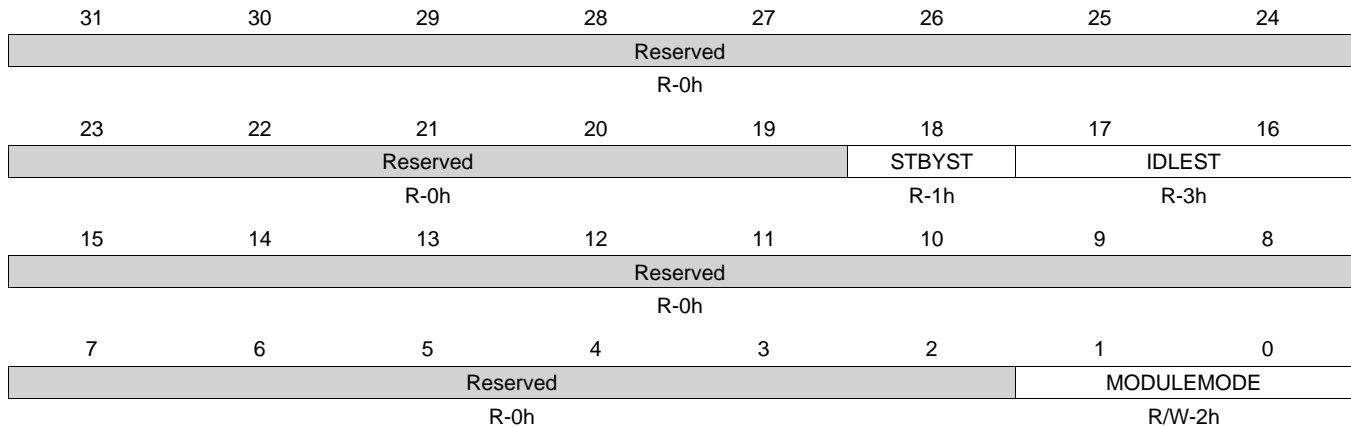 31 30 29 28 27 26 25 24
Reserved
R-0h
23 22 21 20 19 18 17 16
Reserved STBYST IDLEST
R-0h R-1h R-3h
15 14 13 12 11 10 9 8
Reserved
R-0h
7 6 5 4 3 2 1 0
Reserved MODULEMODE
R-0h R/W-2h